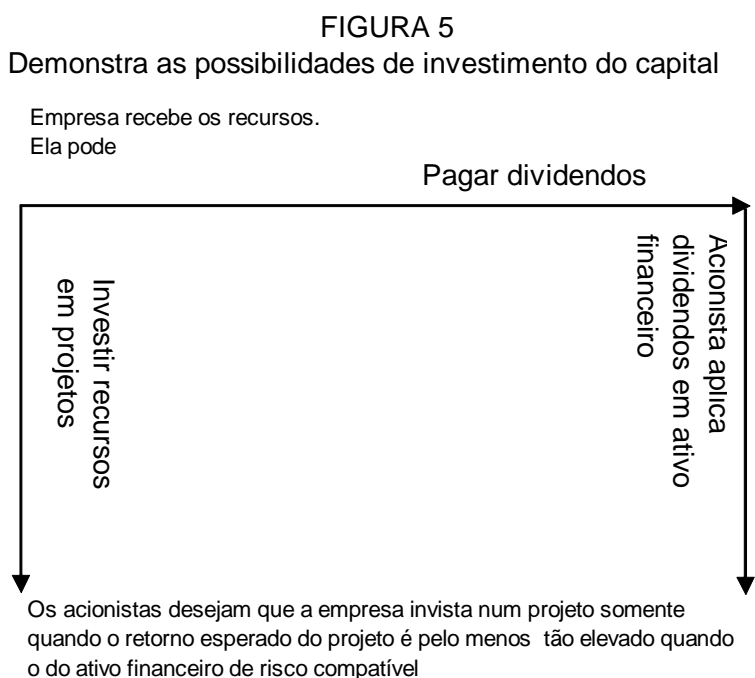 FIGURA 5
Demonstra as possibilidades de investimento do capital
Empresa recebe os recursos.
Ela pode
Pagar dividendos
Investir recursos
em projetos
Acionista aplica
dividendos em ativo
financeiro
Os acionistas desejam que a empresa invista num projeto somente
quando o retorno esperado do projeto é pelo menos tão elevado quando
o do ativo financeiro de risco compatível